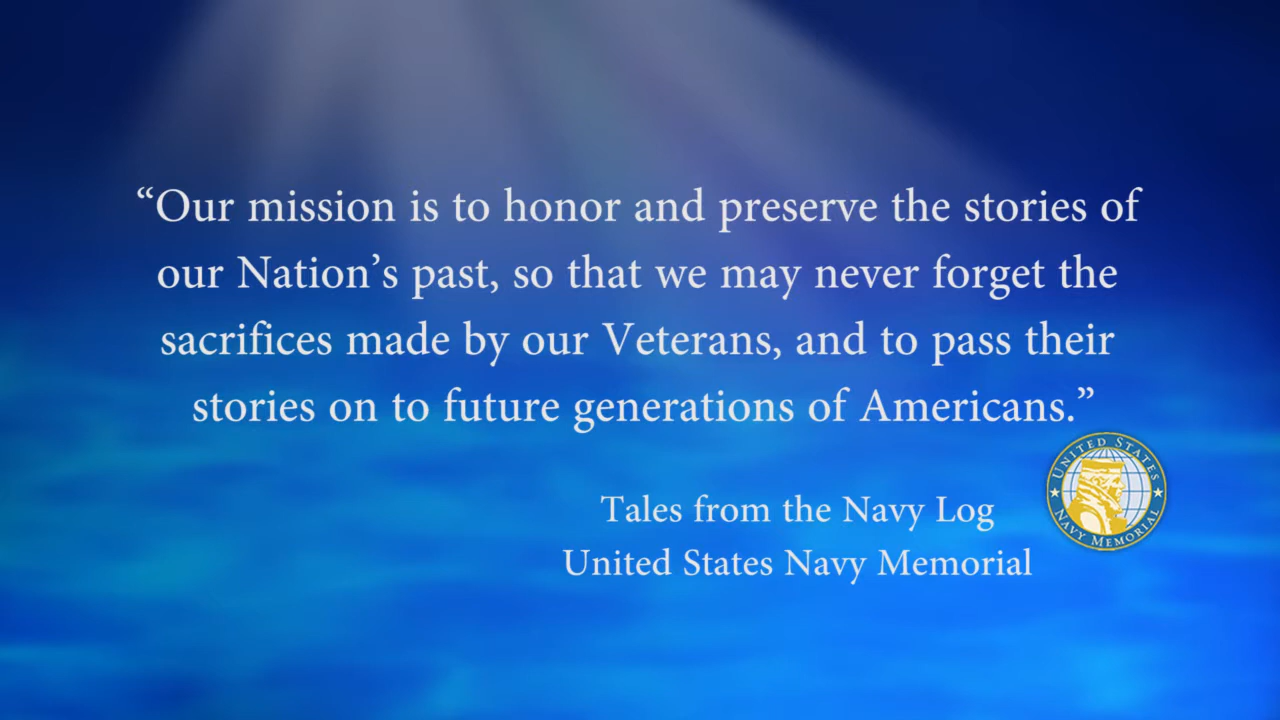 “Our mission is to honor and preserve the stories of
our Nation’s past, so that we may never forget the
sacrifices made by our Veterans, and to pass their
stories on to future generations of Americans.”
UNITED STATES
NAVY MEMORIAL
Tales from the Navy Log
United States Navy Memorial